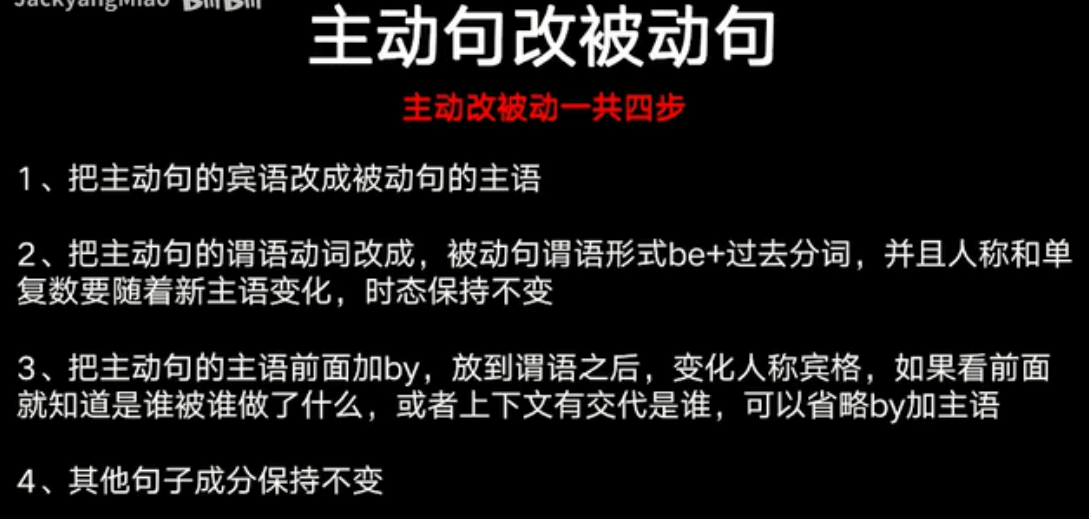 JackyangMiao bilibili
主动句改被动句
主动改被动一共四步
1、把主动句的宾语改成被动句的主语
2、把主动句的谓语动词改成，被动句谓语形式be+过去分词，并且人称和单
复数要随着新主语变化，时态保持不变
3、把主动句的主语前面加by，放到谓语之后，变化人称宾格，如果看前面
就知道是谁被谁做了什么，或者上下文有交代是谁，可以省略by加主语
4、其他句子成分保持不变